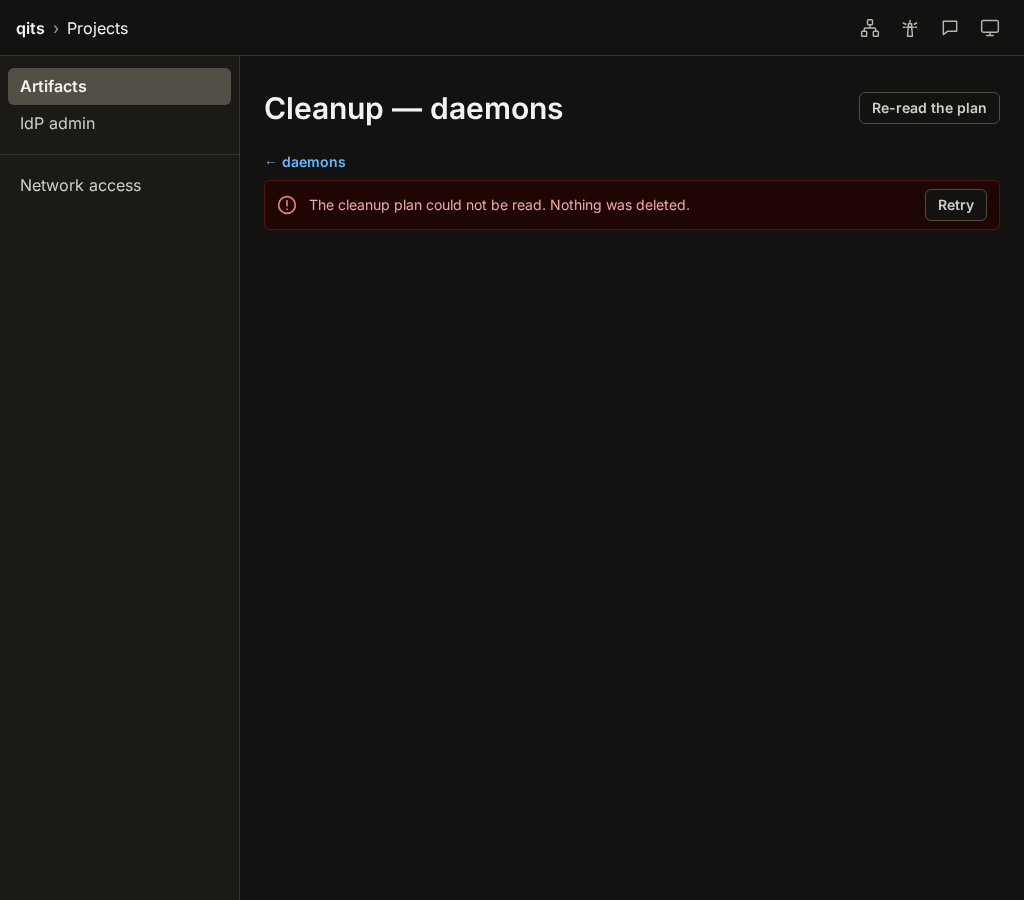 qits › Projects
Artifacts
IdP admin
Network access
Cleanup — daemons
Re-read the plan
← daemons
The cleanup plan could not be read. Nothing was deleted.
Retry